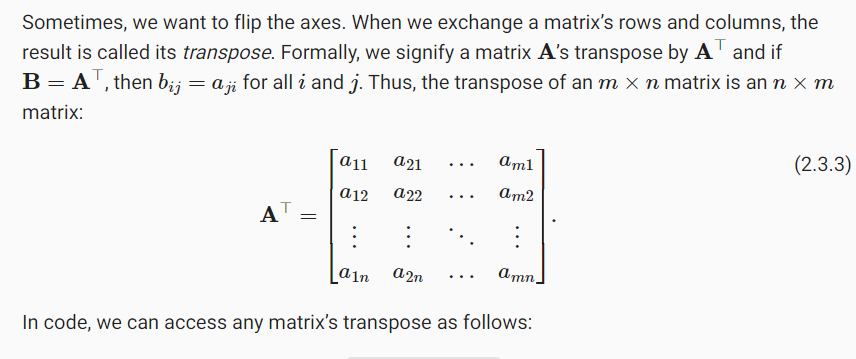 Sometimes, we want to flip the axes. When we exchange a matrix’s rows and columns, the
result is called its transpose. Formally, we signify a matrix A’s transpose by A⊤ and if
B = A⊤, then bij = aji for all i and j. Thus, the transpose of an m × n matrix is an n × m
matrix:
a11 a21 … am1
(2.3.3)
a12 a22 … am2
A⊤ =
⋮ ⋮ ⋱ ⋮ .
a1n a2n … amn
In code, we can access any matrix’s transpose as follows: